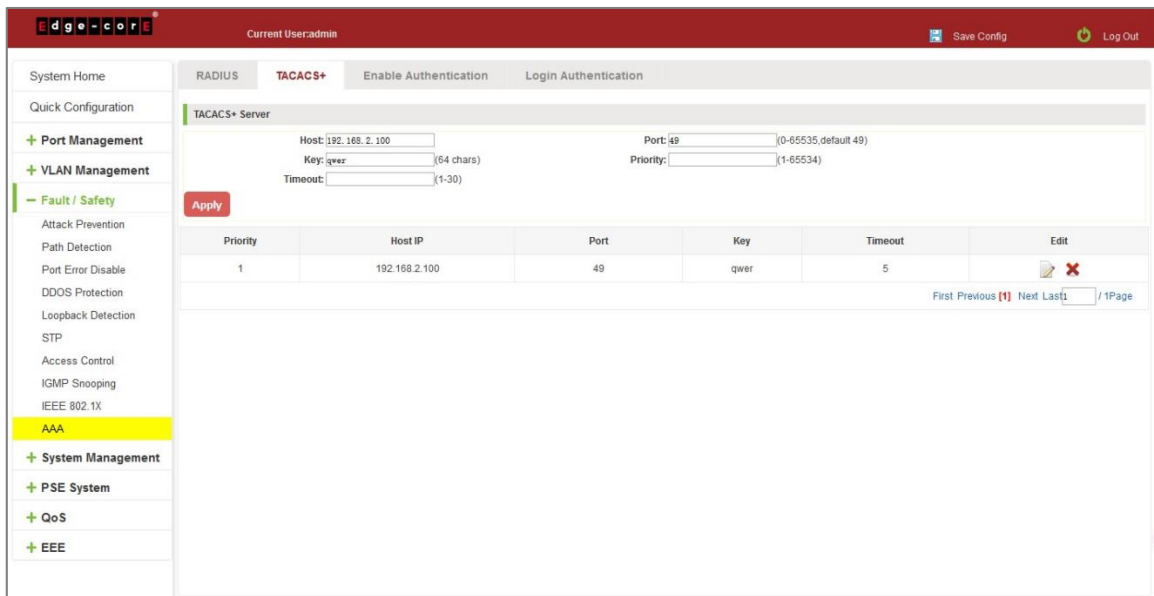 Edge-corE®
Current User:admin
Save Config
Log Out
System Home
Quick Configuration
+ Port Management
+ VLAN Management
− Fault / Safety
Attack Prevention
Path Detection
Port Error Disable
DDOS Protection
Loopback Detection
STP
Access Control
IGMP Snooping
IEEE 802.1X
AAA
+ System Management
+ PSE System
+ QoS
+ EEE
RADIUS TACACS+ Enable Authentication Login Authentication
TACACS+ Server
Host: 192. 168. 2. 100 Port: 49 (0-65535,default 49)
Key: qwer (64 chars) Priority: (1-65534)
Timeout: (1-30)
Apply
Priority Host IP Port Key Timeout Edit
1 192.168.2.100 49 qwer 5
First Previous [1] Next Last 1 / 1Page